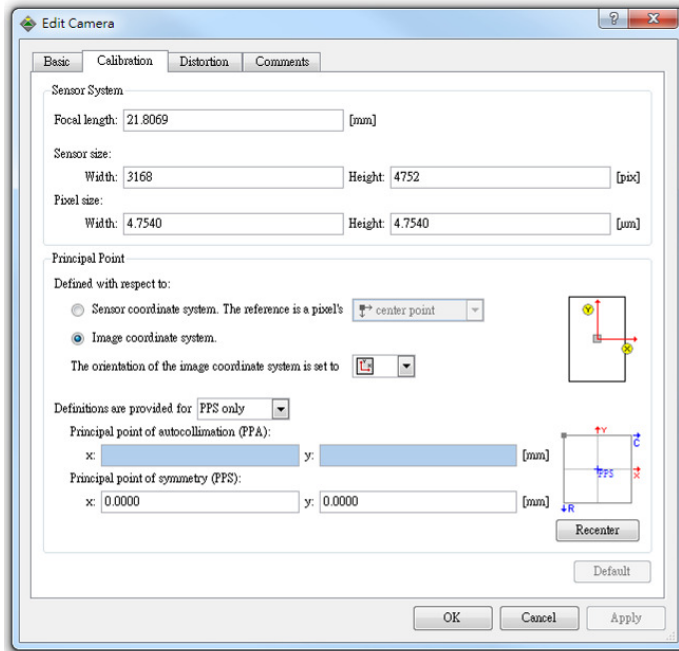 Edit Camera
Basic Calibration Distortion Comments
Sensor System
Focal length: 21.8069 [mm]
Sensor size:
Width: 3168 Height: 4752 [pix]
Pixel size:
Width: 4.7540 Height: 4.7540 [μm]
Principal Point
Defined with respect to:
Sensor coordinate system. The reference is a pixel's center point
Y
Image coordinate system.
X
The orientation of the image coordinate system is set to
Definitions are provided for PPS only
Principal point of autocollimation (PPA):
Y
C
x: y: [mm]
PPS X
Principal point of symmetry (PPS):
x: 0.0000 y: 0.0000 [mm]
R
Recenter
Default
OK Cancel Apply